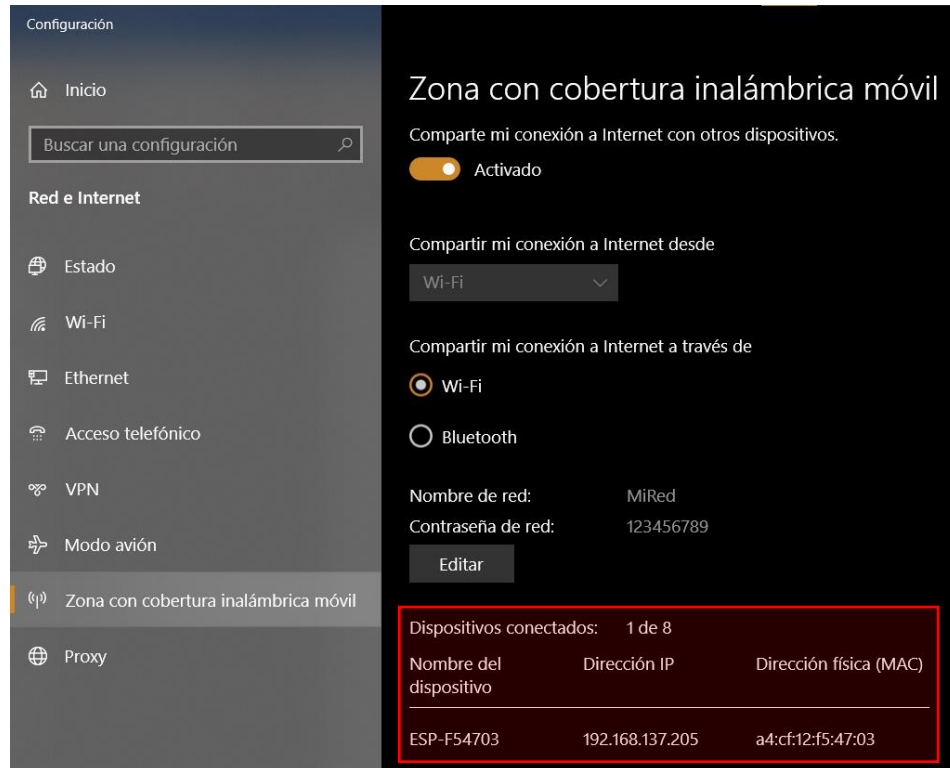 Configuración
Inicio
Buscar una configuración
Red e Internet
Estado
Wi-Fi
Ethernet
Acceso telefónico
VPN
Modo avión
Zona con cobertura inalámbrica móvil
Proxy
Zona con cobertura inalámbrica móvil
Comparte mi conexión a Internet con otros dispositivos.
Activado
Compartir mi conexión a Internet desde
Wi-Fi
Compartir mi conexión a Internet a través de
Wi-Fi
Bluetooth
Nombre de red: MiRed
Contraseña de red: 123456789
Editar
Dispositivos conectados: 1 de 8
Nombre del Dirección IP Dirección física (MAC)
dispositivo
ESP-F54703 192.168.137.205 a4:cf:12:f5:47:03